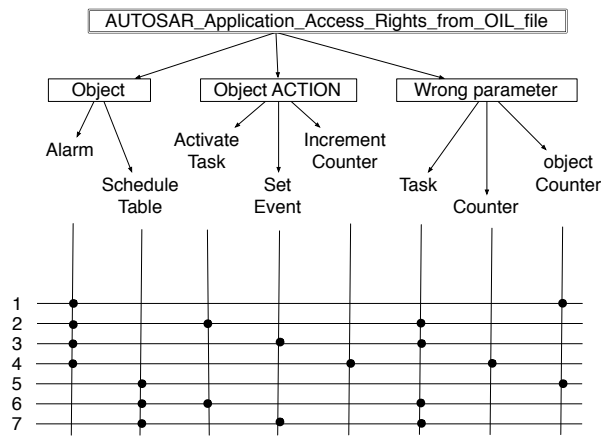 AUTOSAR_Application_Access_Rights_from_OIL_file
Object
Object ACTION
Wrong parameter
Alarm
Schedule
Table
Activate
Task
Set
Event
Increment
Counter
Task
Counter
object
Counter
1
2
3
4
5
6
7